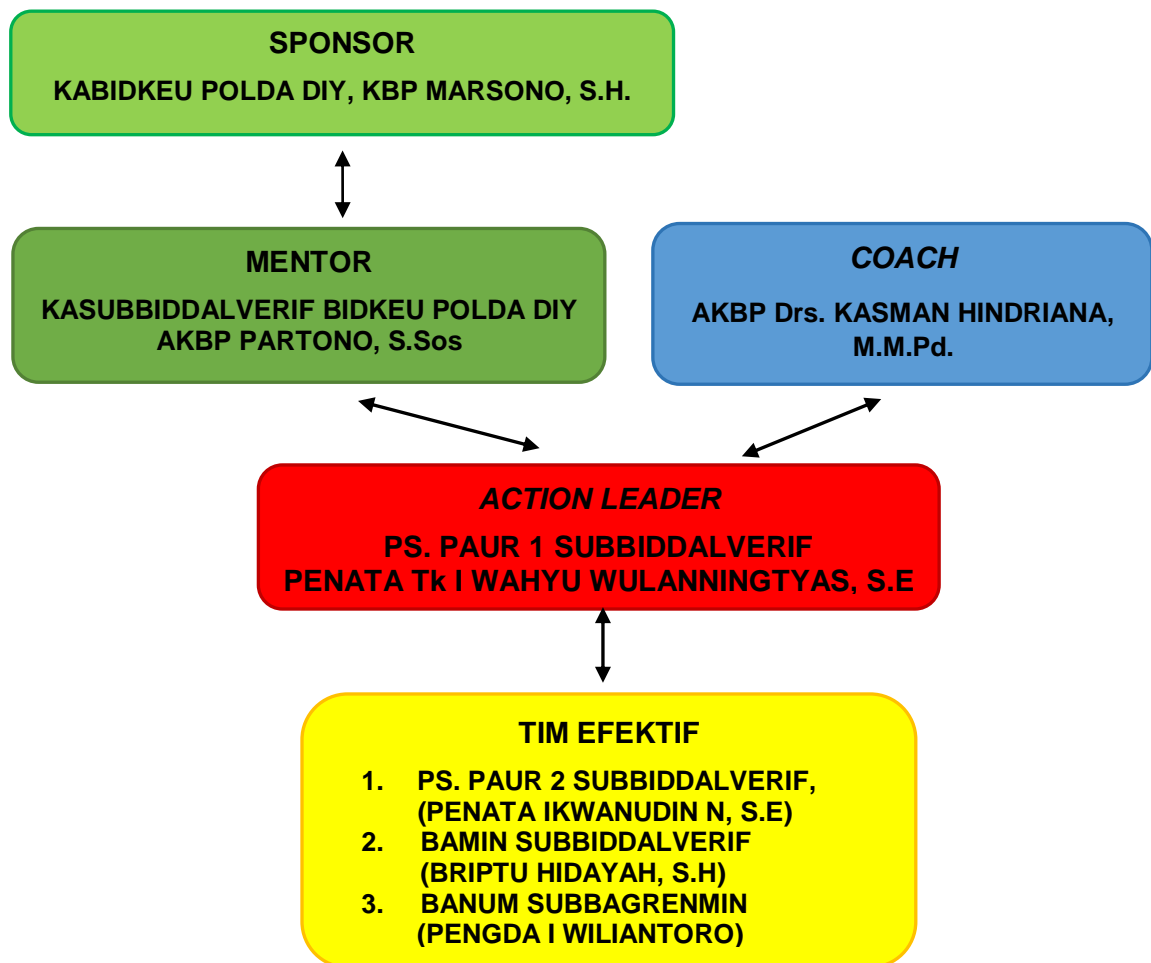 SPONSOR
KABIDKEU POLDA DIY, KBP MARSONO, S.H.
MENTOR
KASUBBIDDALVERIF BIDKEU POLDA DIY
AKBP PARTONO, S.Sos
COACH
AKBP Drs. KASMAN HINDRIANA,
M.M.Pd.
ACTION LEADER
PS. PAUR 1 SUBBIDDALVERIF
PENATA Tk I WAHYU WULANNINGTYAS, S.E
TIM EFEKTIF
1. PS. PAUR 2 SUBBIDDALVERIF,
(PENATA IKWANUDIN N, S.E)
2. BAMIN SUBBIDDALVERIF
(BRIPTU HIDAYAH, S.H)
3. BANUM SUBBAGRENMIN
(PENGDA I WILIANTORO)